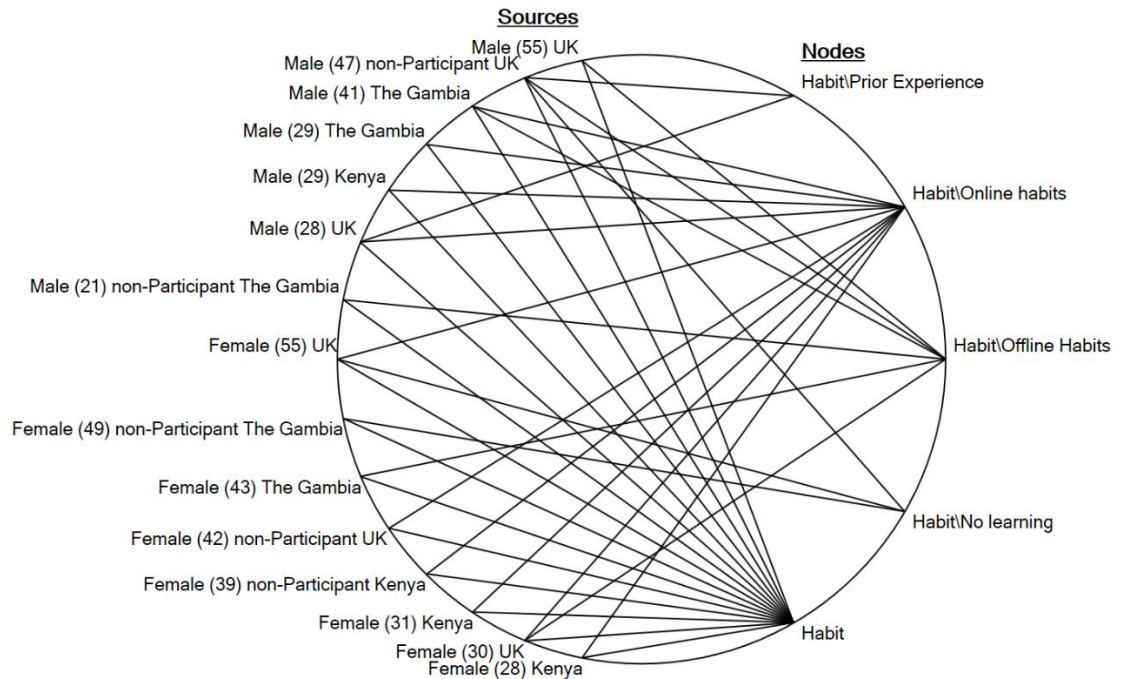 Sources
Male (55) UK
Male (47) non-Participant UK
Male (41) The Gambia
Male (29) The Gambia
Male (29) Kenya
Male (28) UK
Male (21) non-Participant The Gambia
Female (55) UK
Female (49) non-Participant The Gambia
Female (43) The Gambia
Female (42) non-Participant UK
Female (39) non-Participant Kenya
Female (31) Kenya
Female (30) UK
Female (28) Kenya
Nodes
Habit\Prior Experience
Habit\Online habits
Habit\Offline Habits
Habit\No learning
Habit